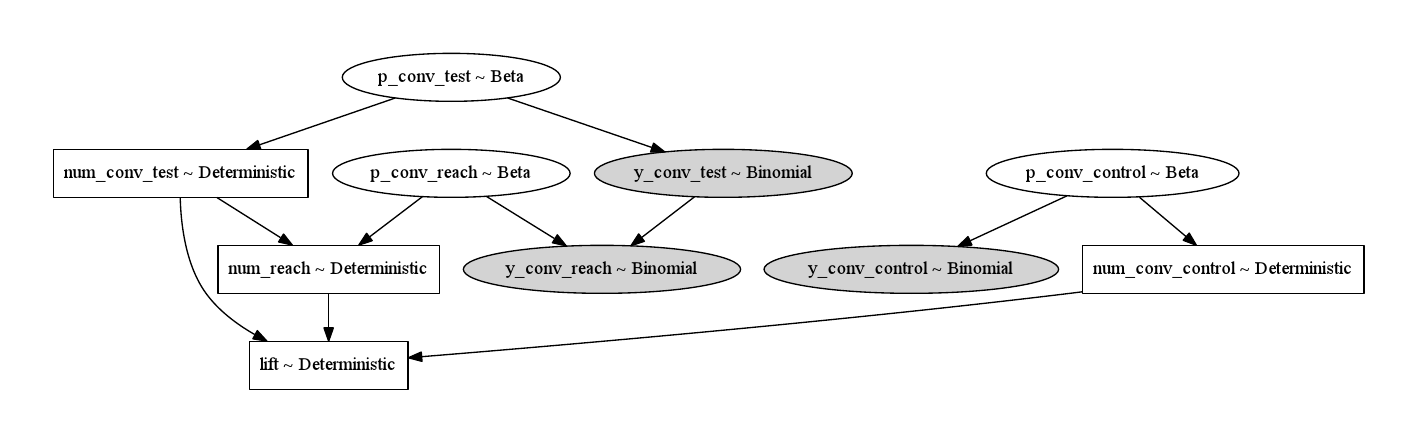 p_conv_test ~ Beta
num_conv_test ~ Deterministic
p_conv_reach ~ Beta
y_conv_test ~ Binomial
p_conv_control ~ Beta
num_reach ~ Deterministic
y_conv_reach ~ Binomial
y_conv_control ~ Binomial
num_conv_control ~ Deterministic
lift ~ Deterministic